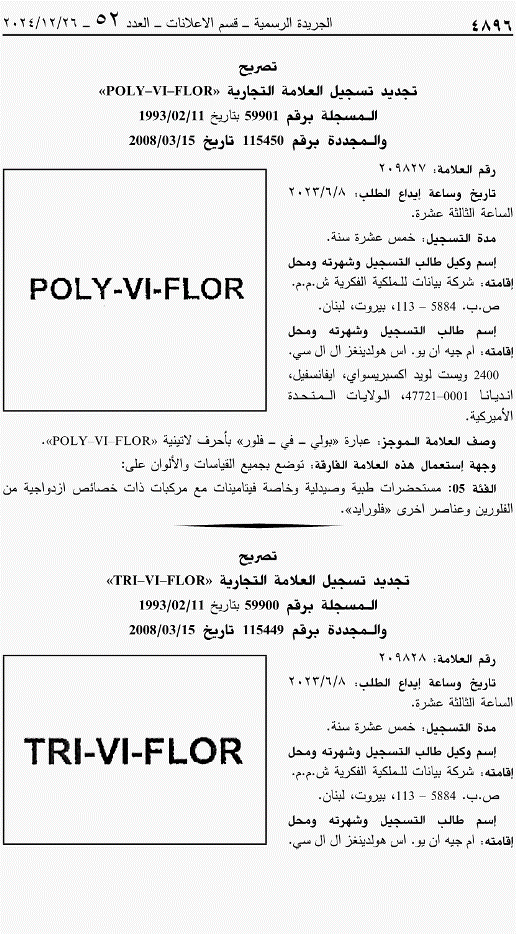 ٤٨٩٦
الجريدة الرسمية ــ قسم الاعلانات ــ العدد ٥٢ ــ ٢٠٢٤/١٢/٢٦
تصريح
تجديد تسجيل العلامة التجارية «POLY–VI–FLOR»
المسجلة برقم 59901 بتاريخ 1993/02/11
والمجددة برقم 115450 تاريخ 2008/03/15
رقم العلامة: ٢٠٩٨٢٧
تاريخ وساعة إيداع الطلب: ٢٠٢٣/٦/٨
الساعة الثالثة عشرة.
مدة التسجيل: خمس عشرة سنة.
إسم وكيل طالب التسجيل وشهرته ومحل
إقامته: شركة بيانات للملكية الفكرية ش.م.م.
ص.ب. 5884 – 113، بيروت، لبنان.
إسم طالب التسجيل وشهرته ومحل
إقامته: ام جيه ان يو. اس هولدينغز ال ال سي.
2400 ويست لويد اكسبريسواي، ايفانسفيل،
انديانا 0001–47721، الولايات المتحدة
الأميركية.
POLY-VI-FLOR
وصف العلامة الموجز: عبارة «بولي ــ في ــ فلور» بأحرف لاتينية «POLY–VI–FLOR».
وجهة إستعمال هذه العلامة الفارقة: توضع بجميع القياسات والألوان على:
الفئة 05: مستحضرات طبية وصيدلية وخاصة فيتامينات مع مركبات ذات خصائص ازدواجية من
الفلورين وعناصر اخرى «فلورايد».
تصريح
تجديد تسجيل العلامة التجارية «TRI–VI–FLOR»
المسجلة برقم 59900 بتاريخ 1993/02/11
والمجددة برقم 115449 تاريخ 2008/03/15
رقم العلامة: ٢٠٩٨٢٨
تاريخ وساعة إيداع الطلب: ٢٠٢٣/٦/٨
الساعة الثالثة عشرة.
مدة التسجيل: خمس عشرة سنة.
إسم وكيل طالب التسجيل وشهرته ومحل
إقامته: شركة بيانات للملكية الفكرية ش.م.م.
ص.ب. 5884 – 113، بيروت، لبنان.
إسم طالب التسجيل وشهرته ومحل
إقامته: ام جيه ان يو. اس هولدينغز ال ال سي.
TRI-VI-FLOR